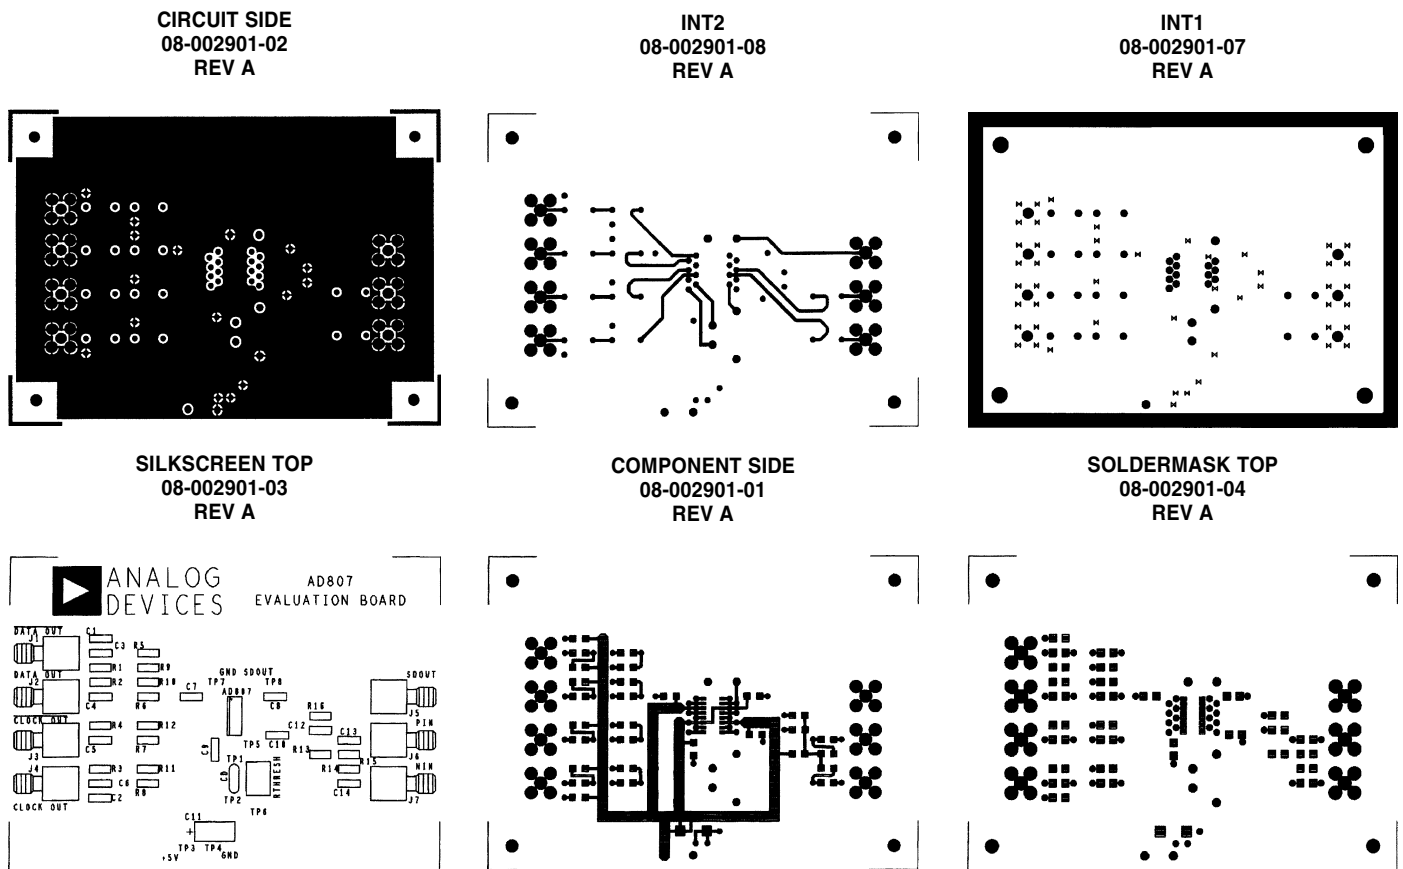 CIRCUIT SIDE
08-002901-02
REV A
INT2
08-002901-08
REV A
INT1
08-002901-07
REV A
SILKSCREEN TOP
08-002901-03
REV A
COMPONENT SIDE
08-002901-01
REV A
SOLDERMASK TOP
08-002901-04
REV A
ANALOG
DEVICES
AD807
EVALUATION BOARD
DATA OUT
C1
J1
C3 R5
R1 R9
GND SDOUT
DATA OUT
R2 R10 C7 TP7 TP8 SDOUT
J2
AD807
C4 R6 C8
R16
J5
CLOCK OUT
R4 R12 C12 C13 PIN
C5 R7 C9 TP5 C10
J3
R13 R15 J6
J4
R3 R11 TP1 R14 NIN
C6 R8 CD RTHRESH C14
C2 TP2 J7
CLOCK OUT
TP6
C11
+
TP3 TP4
+5V GND